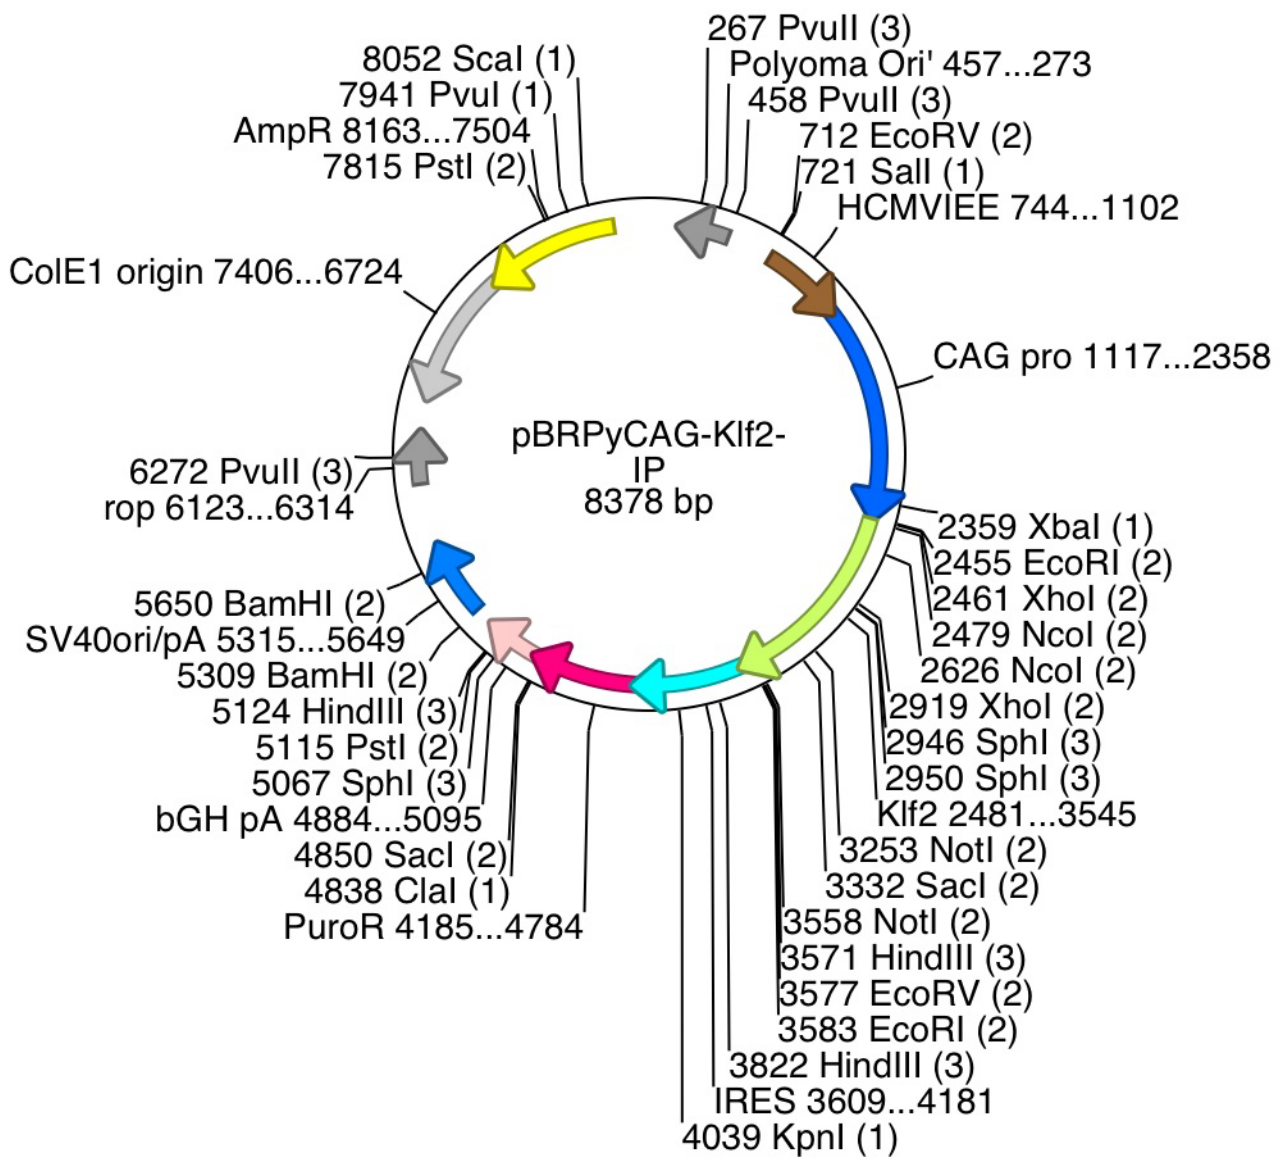 267 PvuII (3)
Polyoma Ori' 457...273
458 PvuII (3)
712 EcoRV (2)
721 SalI (1)
HCMVIEE 744...1102
CAG pro 1117...2358
2359 XbaI (1)
2455 EcoRI (2)
2461 XhoI (2)
2479 NcoI (2)
2626 NcoI (2)
2919 XhoI (2)
2946 SphI (3)
2950 SphI (3)
Klf2 2481...3545
3253 NotI (2)
3332 SacI (2)
3558 NotI (2)
3571 HindIII (3)
3577 EcoRV (2)
3583 EcoRI (2)
3822 HindIII (3)
IRES 3609...4181
4039 KpnI (1)
PuroR 4185...4784
4838 ClaI (1)
4850 SacI (2)
bGH pA 4884...5095
5067 SphI (3)
5115 PstI (2)
5124 HindIII (3)
5309 BamHI (2)
SV40ori/pA 5315...5649
5650 BamHI (2)
rop 6123...6314
6272 PvuII (3)
ColE1 origin 7406...6724
7815 PstI (2)
AmpR 8163...7504
7941 PvuI (1)
8052 ScaI (1)
pBRPyCAG-Klf2-
IP
8378 bp